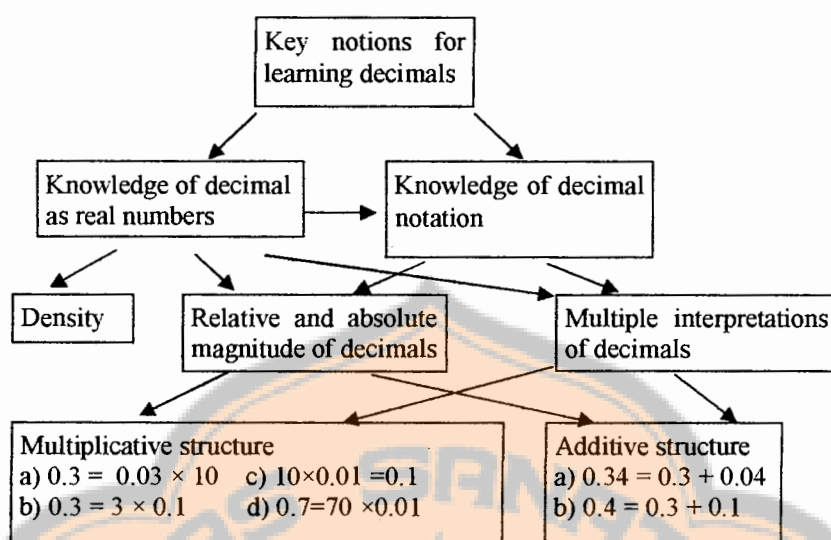 Key notions for
learning decimals
Knowledge of decimal
as real numbers
Knowledge of decimal
notation
Density
Relative and absolute
magnitude of decimals
Multiple interpretations
of decimals
Multiplicative structure
a) 0.3 = 0.03 × 10 c) 10×0.01 =0.1
b) 0.3 = 3 × 0.1 d) 0.7=70 ×0.01
Additive structure
a) 0.34 = 0.3 + 0.04
b) 0.4 = 0.3 + 0.1